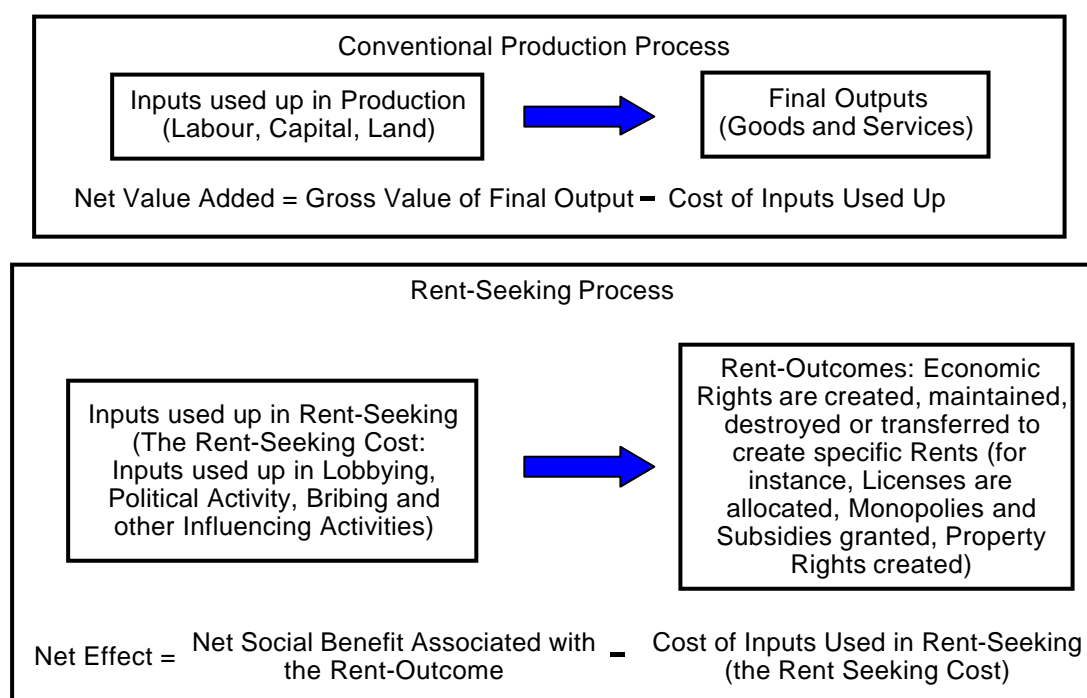 Conventional Production Process
Inputs used up in Production
(Labour, Capital, Land)
Final Outputs
(Goods and Services)
Net Value Added = Gross Value of Final Output – Cost of Inputs Used Up
Rent-Seeking Process
Inputs used up in Rent-Seeking
(The Rent-Seeking Cost:
Inputs used up in Lobbying,
Political Activity, Bribing and
other Influencing Activities)
Rent-Outcomes: Economic
Rights are created, maintained,
destroyed or transferred to
create specific Rents (for
instance, Licenses are
allocated, Monopolies and
Subsidies granted, Property
Rights created)
Net Effect = Net Social Benefit Associated with
the Rent-Outcome
– Cost of Inputs Used in Rent-Seeking
(the Rent Seeking Cost)